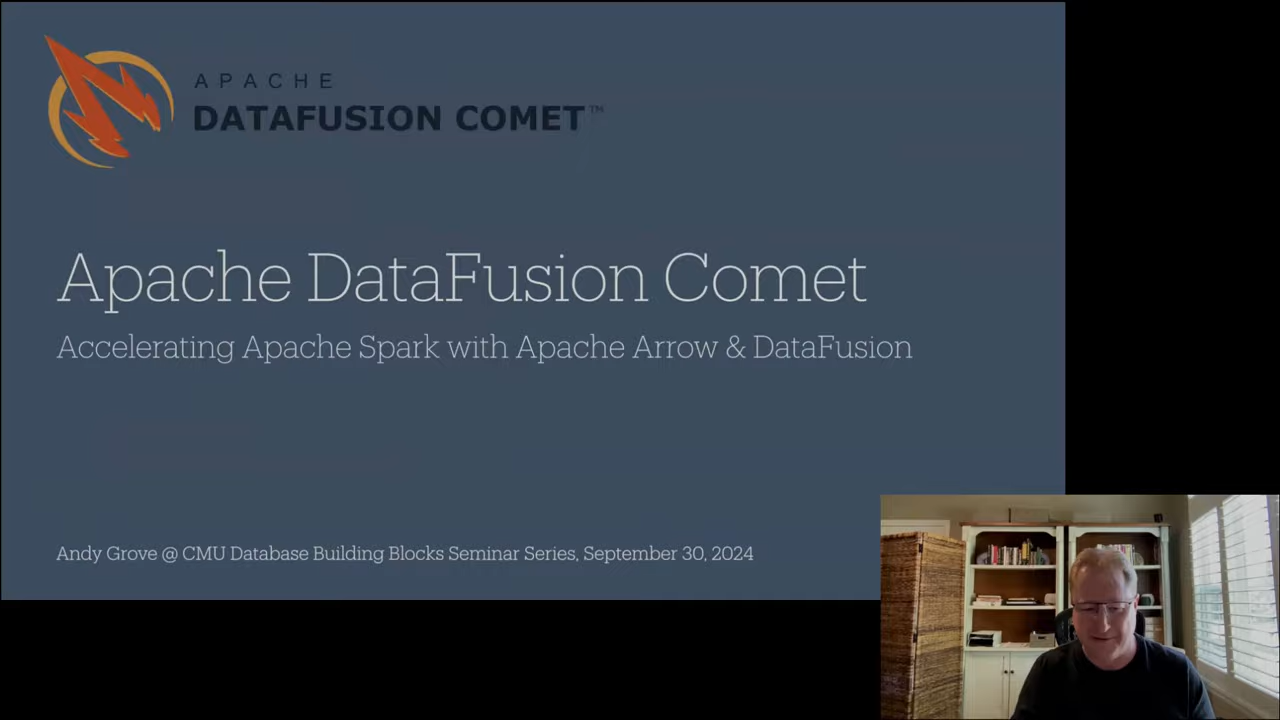 APACHE
DATAFUSION COMET™
Apache DataFusion Comet
Accelerating Apache Spark with Apache Arrow & DataFusion
Andy Grove @ CMU Database Building Blocks Seminar Series, September 30, 2024